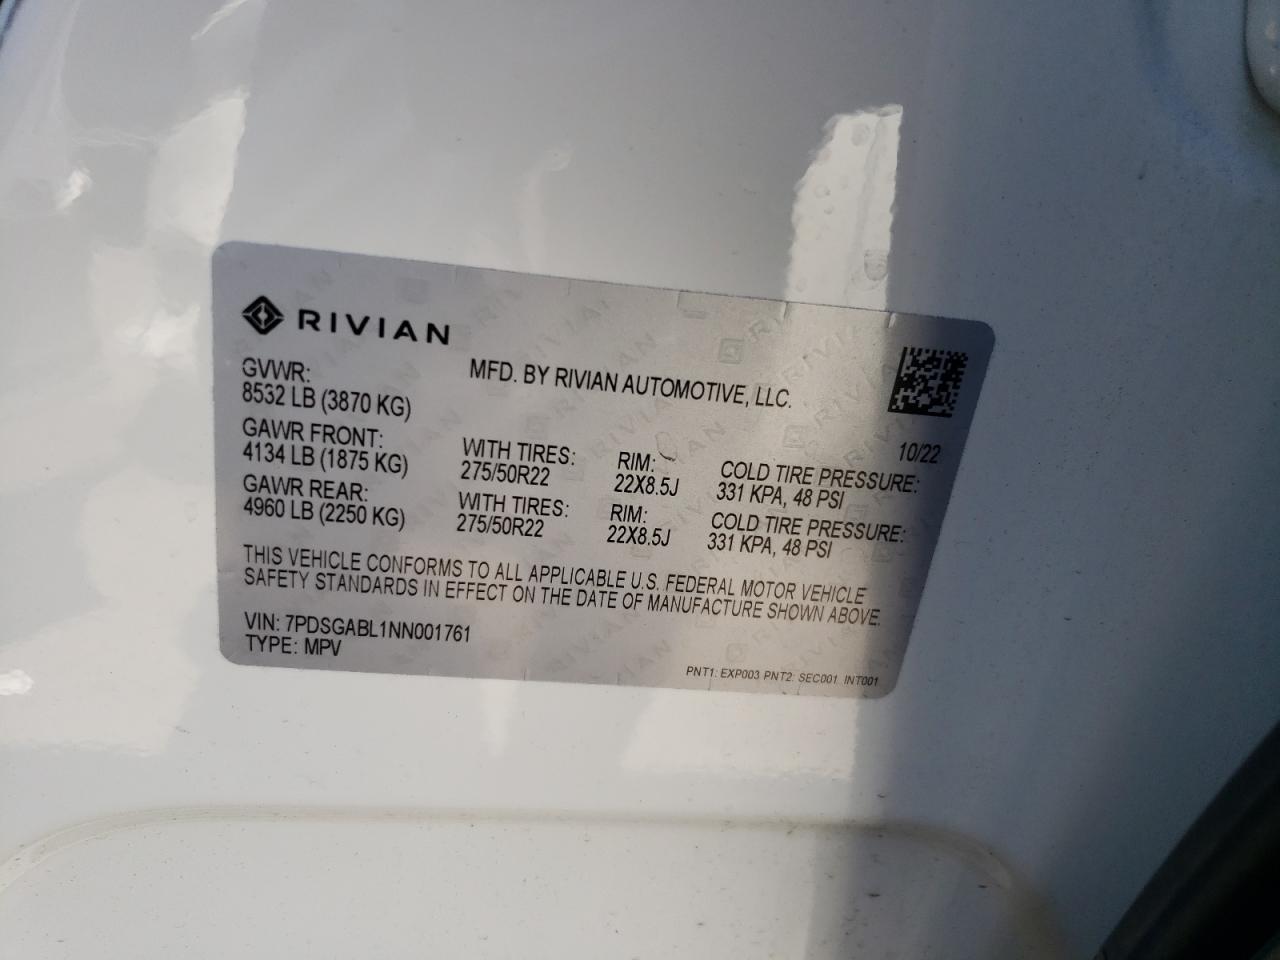 RIVIAN
MFD. BY RIVIAN AUTOMOTIVE, LLC.
GVWR:
8532 LB (3870 KG)
10/22
GAWR FRONT: WITH TIRES: RIM: COLD TIRE PRESSURE:
4134 LB (1875 KG) 275/50R22 22X8.5J 331 KPA, 48 PSI
GAWR REAR: WITH TIRES: RIM: COLD TIRE PRESSURE:
4960 LB (2250 KG) 275/50R22 22X8.5J 331 KPA, 48 PSI
THIS VEHICLE CONFORMS TO ALL APPLICABLE U.S. FEDERAL MOTOR VEHICLE
SAFETY STANDARDS IN EFFECT ON THE DATE OF MANUFACTURE SHOWN ABOVE.
VIN: 7PDSGABL1NN001761
TYPE: MPV
PNT1: EXP003 PNT2: SEC001 INT001